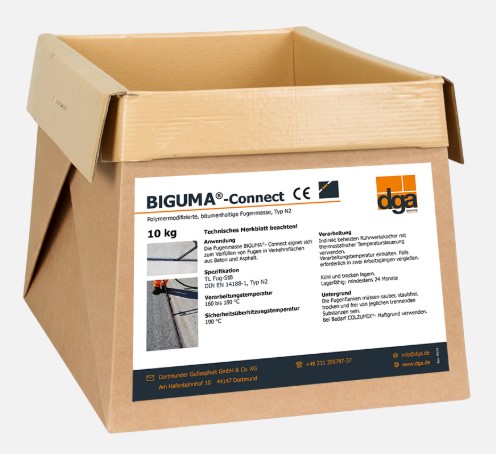 BIGUMA®-Connect CE
Polymermodifizierte, bitumenhaltige Fugenmasse, Typ N2
dga
10 kg
Technisches Merkblatt beachten!
Anwendung
Die Fugenmasse BIGUMA®- Connect eignet sich
zum Verfüllen von Fugen in Verkehrsflächen
aus Beton und Asphalt.
Spezifikation
TL Fug-StB
DIN EN 14188-1, Typ N2
Verarbeitungstemperatur
160 bis 180 °C
Sicherheitsüberhitzungstemperatur
190 °C
Verarbeitung
Indirekt beheizten Rührwerkskocher mit
thermostatischer Temperatursteuerung
verwenden.
Verarbeitungstemperatur einhalten. Falls
erforderlich in zwei Arbeitsgängen vergießen.
Kühl und trocken lagern.
Lagerfähig: mindestens 24 Monate
Untergrund
Die Fugenflanken müssen sauber, staubfrei,
trocken und frei von jeglichen trennenden
Substanzen sein.
Bei Bedarf COLZUMIX®- Haftgrund verwenden.
Dortmunder Gußasphalt GmbH & Co. KG
Am Hafenbahnhof 10 44147 Dortmund
+49 231 395797-37
info@dga.de
www.dga.de